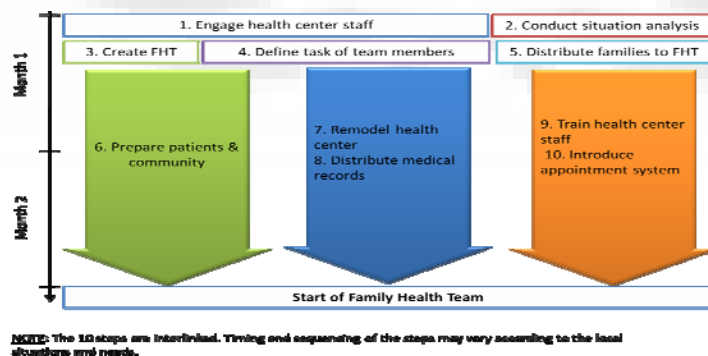 1. Engage health center staff
2. Conduct situation analysis
3. Create FHT
4. Define task of team members
5. Distribute families to FHT
Month 1
6. Prepare patients &
community
7. Remodel health
center
8. Distribute medical
records
9. Train health center
staff
10. Introduce
appointment system
Month 3
Start of Family Health Team
NOTE: The 10 steps are interlinked. Timing and sequencing of the steps may vary according to the local
situations and needs.